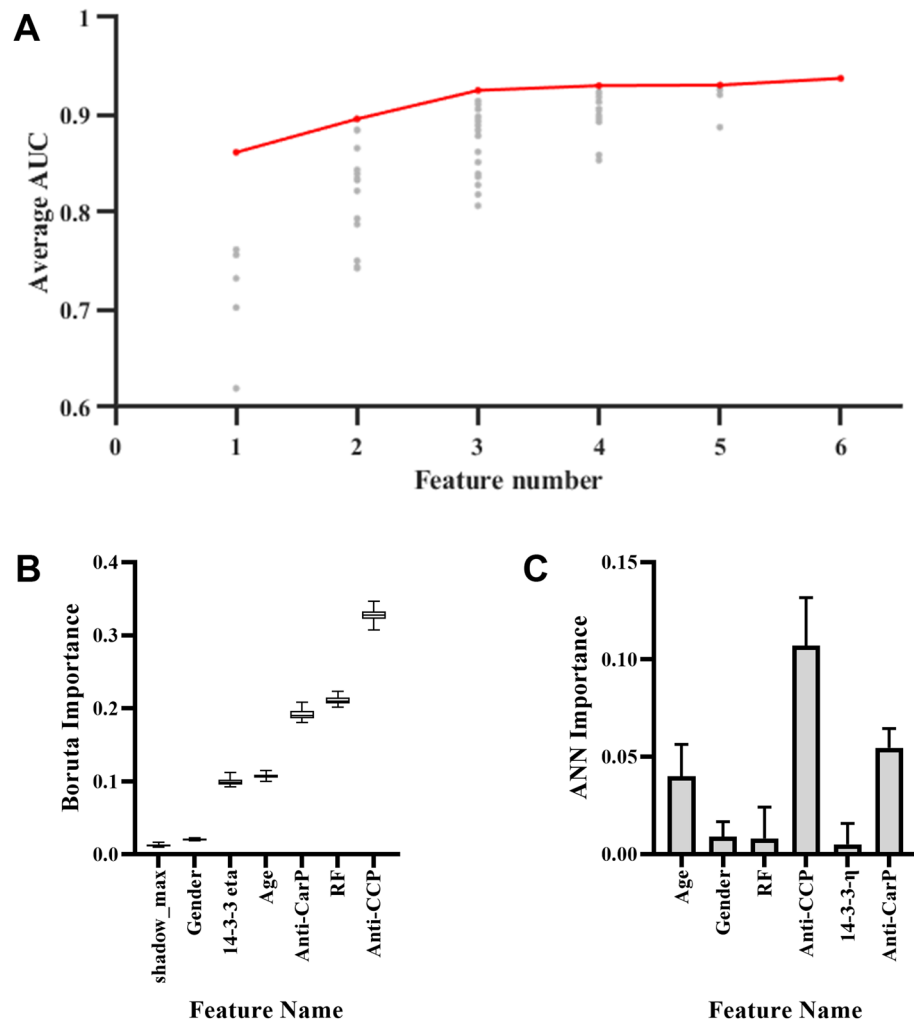 A
1
0.9
0.8
0.7
0.6
Average AUC
0
1
2
3
4
5
6
Feature number
B
0.4
0.3
0.2
0.1
0.0
Boruta Importance
shadow_max
Gender
14-3-3 eta
Age
Anti-CarP
RF
Anti-CCP
Feature Name
C
0.15
0.10
0.05
0.00
ANN Importance
Age
Gender
RF
Anti-CCP
14-3-3-η
Anti-CarP
Feature Name